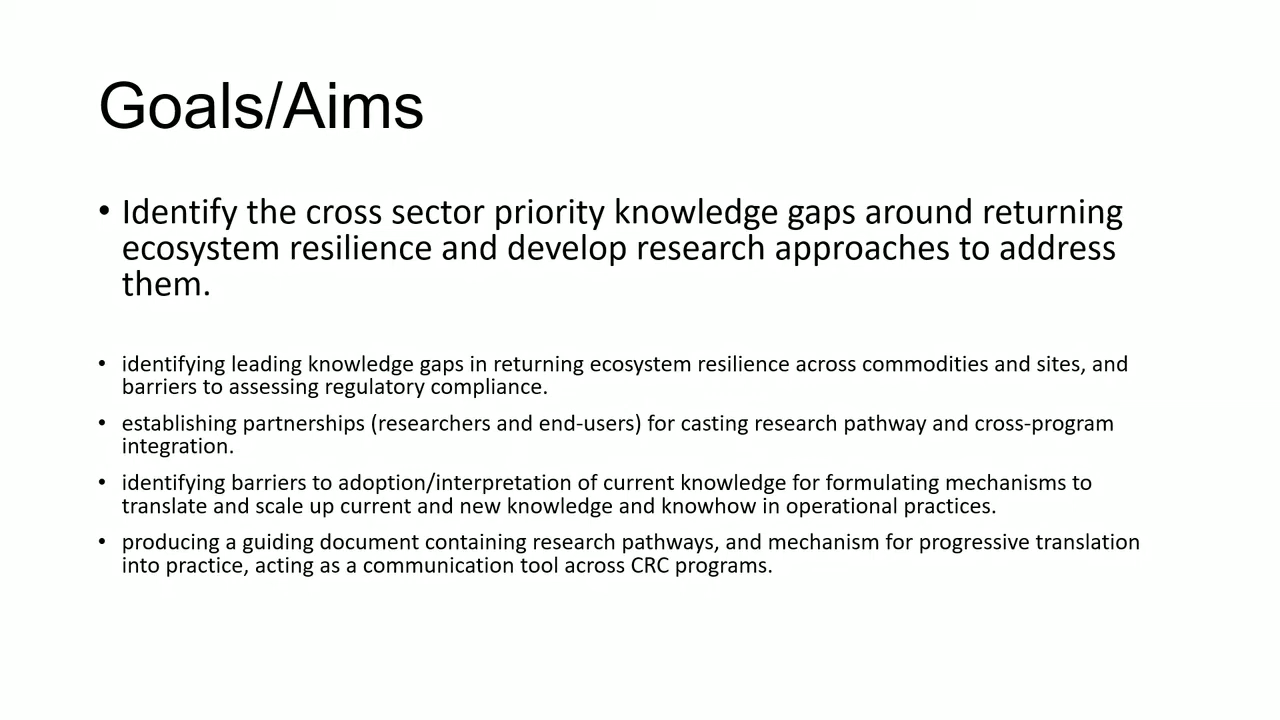 Goals/Aims
• Identify the cross sector priority knowledge gaps around returning
ecosystem resilience and develop research approaches to address
them.
• identifying leading knowledge gaps in returning ecosystem resilience across commodities and sites, and
barriers to assessing regulatory compliance.
• establishing partnerships (researchers and end-users) for casting research pathway and cross-program
integration.
• identifying barriers to adoption/interpretation of current knowledge for formulating mechanisms to
translate and scale up current and new knowledge and knowhow in operational practices.
• producing a guiding document containing research pathways, and mechanism for progressive translation
into practice, acting as a communication tool across CRC programs.